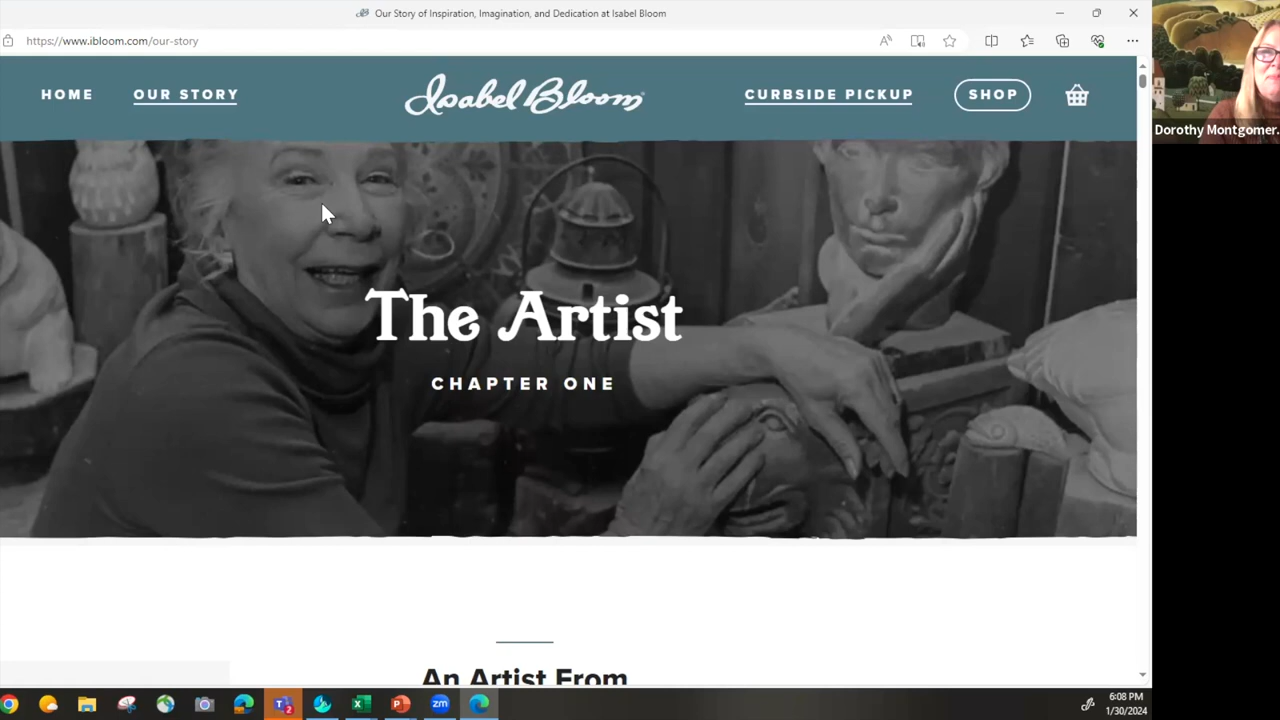 Our Story of Inspiration, Imagination, and Dedication at Isabel Bloom
https://www.ibloom.com/our-story
HOME
OUR STORY
Isabel Bloom
CURBSIDE PICKUP
SHOP
Dorothy Montgomer.
The Artist
CHAPTER ONE
An Artist From
6:08 PM
1/30/2024